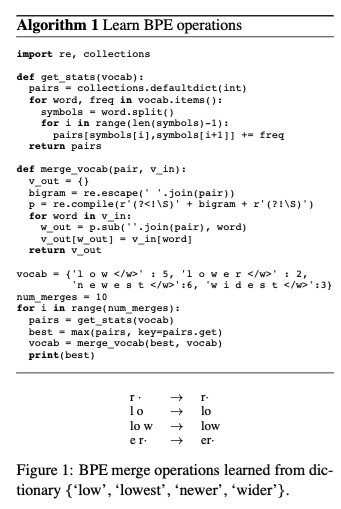 Algorithm 1 Learn BPE operations
import re, collections
def get_stats(vocab):
  pairs = collections.defaultdict(int)
  for word, freq in vocab.items():
    symbols = word.split()
    for i in range(len(symbols)-1):
      pairs[symbols[i],symbols[i+1]] += freq
  return pairs
def merge_vocab(pair, v_in):
  v_out = {}
  bigram = re.escape(' '.join(pair))
  p = re.compile(r'(?<!\S)' + bigram + r'(?!\S)')
  for word in v_in:
    w_out = p.sub(''.join(pair), word)
    v_out[w_out] = v_in[word]
  return v_out
vocab = {'l o w </w>' : 5, 'l o w e r </w>' : 2,
         'n e w e s t </w>':6, 'w i d e s t </w>':3}
num_merges = 10
for i in range(num_merges):
  pairs = get_stats(vocab)
  best = max(pairs, key=pairs.get)
  vocab = merge_vocab(best, vocab)
  print(best)
r · → r·
l o → lo
lo w → low
e r· → er·
Figure 1: BPE merge operations learned from dic-
tionary {‘low’, ‘lowest’, ‘newer’, ‘wider’}.